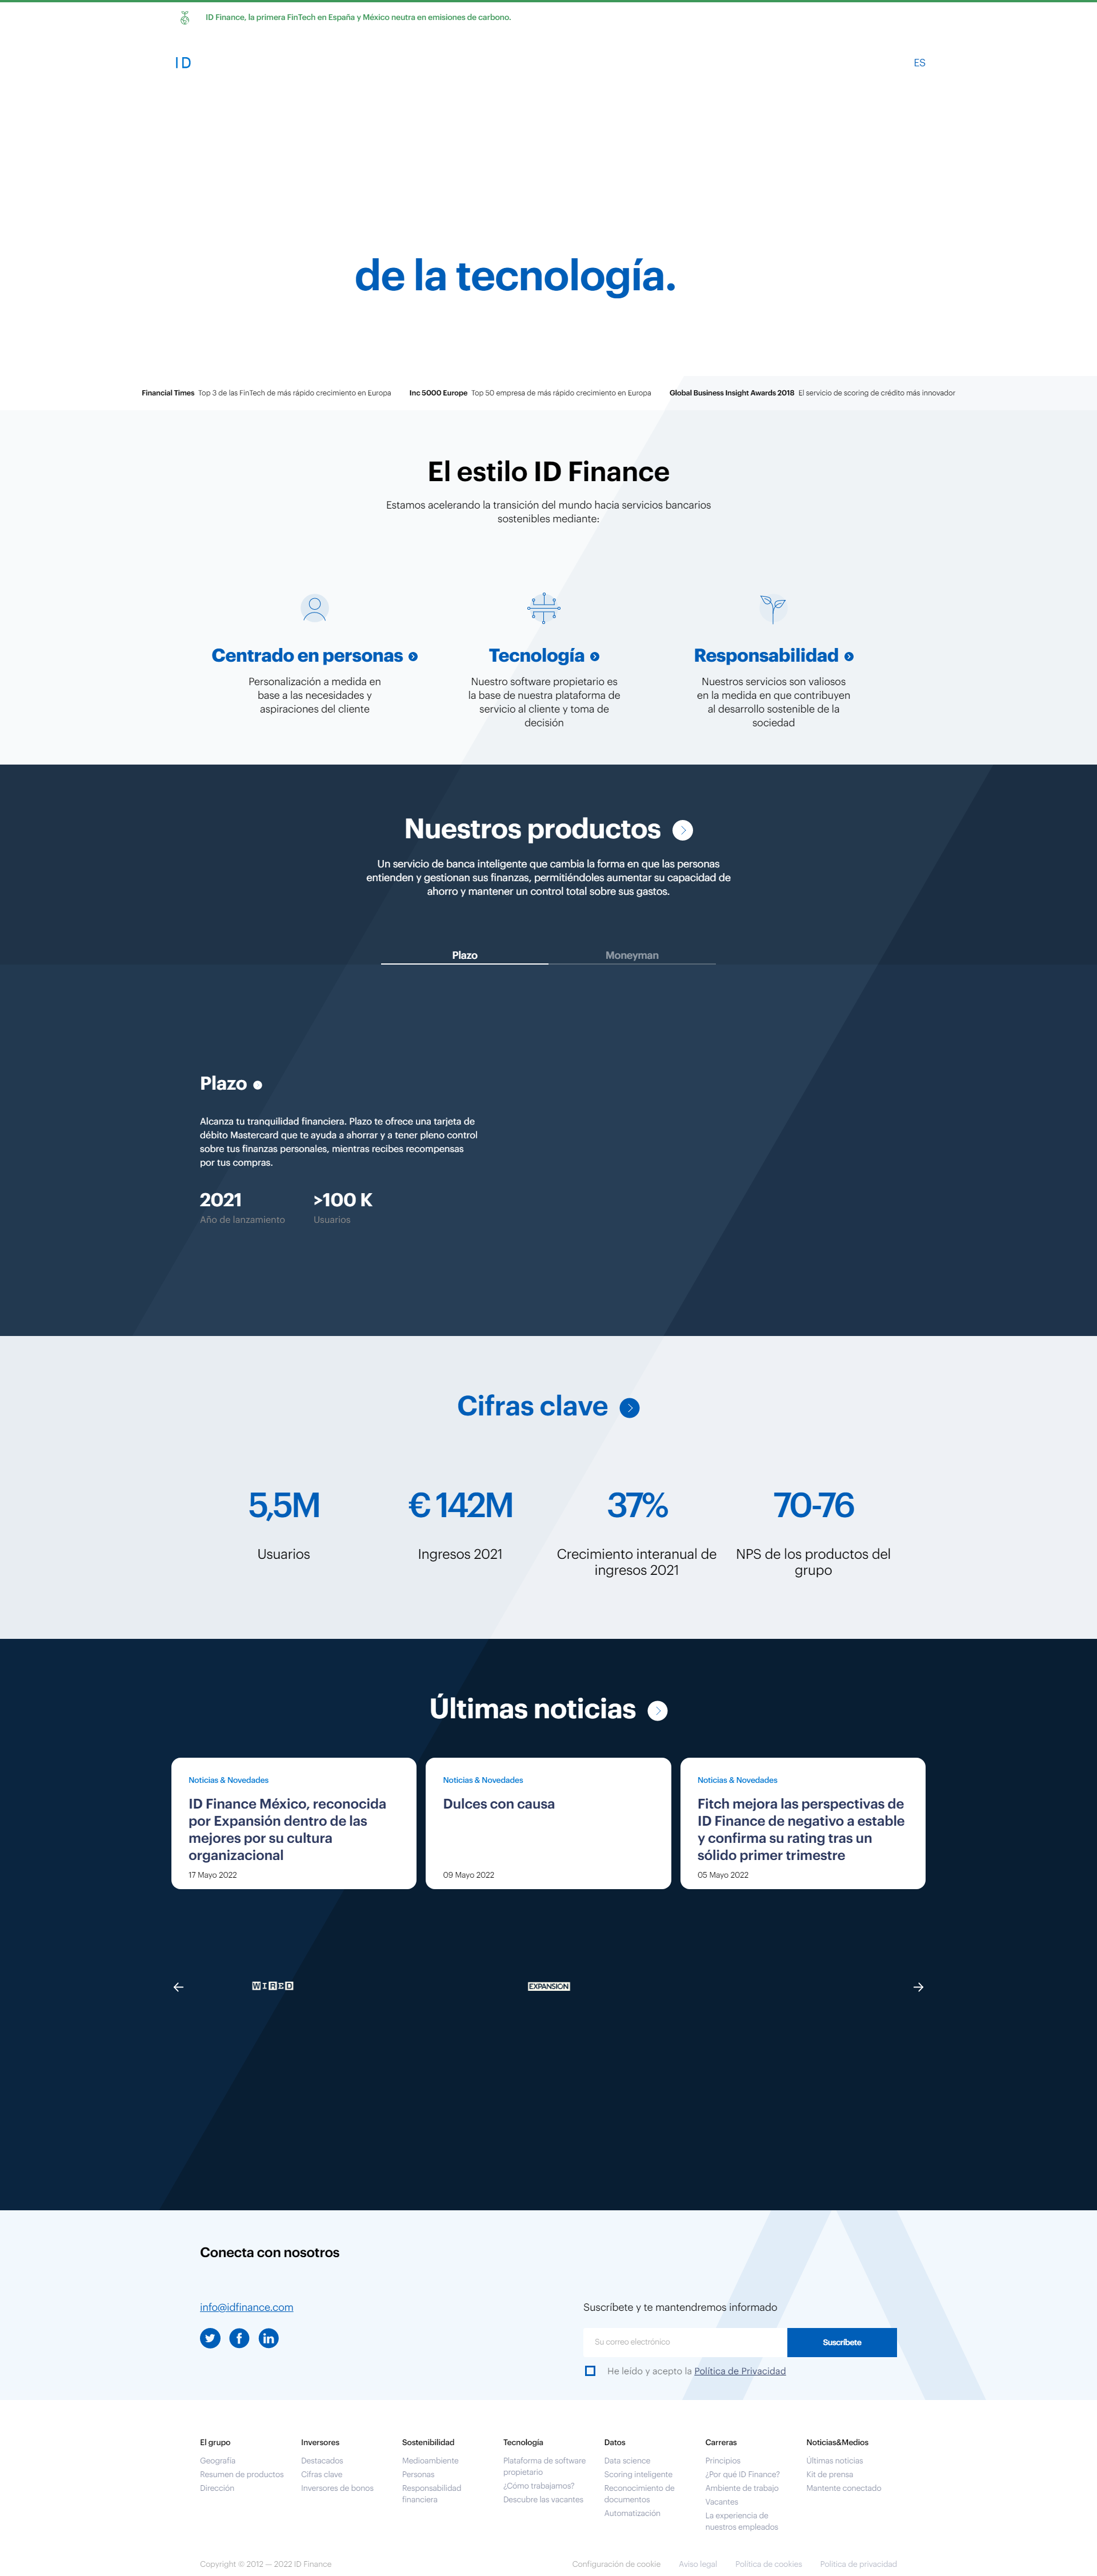 ID Finance, la primera FinTech en España y México neutra en emisiones de carbono.
ID
ES
de la tecnología.
Financial Times Top 3 de las FinTech de más rápido crecimiento en Europa Inc 5000 Europe Top 50 empresa de más rápido crecimiento en Europa Global Business Insight Awards 2018 El servicio de scoring de crédito más innovador
El estilo ID Finance
Estamos acelerando la transición del mundo hacia servicios bancarios
sostenibles mediante:
Centrado en personas
Personalización a medida en
base a las necesidades y
aspiraciones del cliente
Tecnología
Nuestro software propietario es
la base de nuestra plataforma de
servicio al cliente y toma de
decisión
Responsabilidad
Nuestros servicios son valiosos
en la medida en que contribuyen
al desarrollo sostenible de la
sociedad
Nuestros productos
Un servicio de banca inteligente que cambia la forma en que las personas
entienden y gestionan sus finanzas, permitiéndoles aumentar su capacidad de
ahorro y mantener un control total sobre sus gastos.
Plazo Moneyman
Plazo
Alcanza tu tranquilidad financiera. Plazo te ofrece una tarjeta de
débito Mastercard que te ayuda a ahorrar y a tener pleno control
sobre tus finanzas personales, mientras recibes recompensas
por tus compras.
2021 >100 K
Año de lanzamiento Usuarios
Cifras clave
5,5M
Usuarios
€ 142M
Ingresos 2021
37%
Crecimiento interanual de
ingresos 2021
70-76
NPS de los productos del
grupo
Últimas noticias
Noticias & Novedades
ID Finance México, reconocida
por Expansión dentro de las
mejores por su cultura
organizacional
17 Mayo 2022
Noticias & Novedades
Dulces con causa
09 Mayo 2022
Noticias & Novedades
Fitch mejora las perspectivas de
ID Finance de negativo a estable
y confirma su rating tras un
sólido primer trimestre
05 Mayo 2022
WIRED
EXPANSION
Conecta con nosotros
info@idfinance.com
Suscríbete y te mantendremos informado
Su correo electrónico
Suscríbete
He leído y acepto la Política de Privacidad
El grupo
Geografía
Resumen de productos
Dirección
Inversores
Destacados
Cifras clave
Inversores de bonos
Sostenibilidad
Medioambiente
Personas
Responsabilidad
financiera
Tecnología
Plataforma de software
propietario
¿Cómo trabajamos?
Descubre las vacantes
Datos
Data science
Scoring inteligente
Reconocimiento de
documentos
Automatización
Carreras
Principios
¿Por qué ID Finance?
Ambiente de trabajo
Vacantes
La experiencia de
nuestros empleados
Noticias&Medios
Últimas noticias
Kit de prensa
Mantente conectado
Copyright © 2012 — 2022 ID Finance
Configuración de cookie Aviso legal Política de cookies Política de privacidad